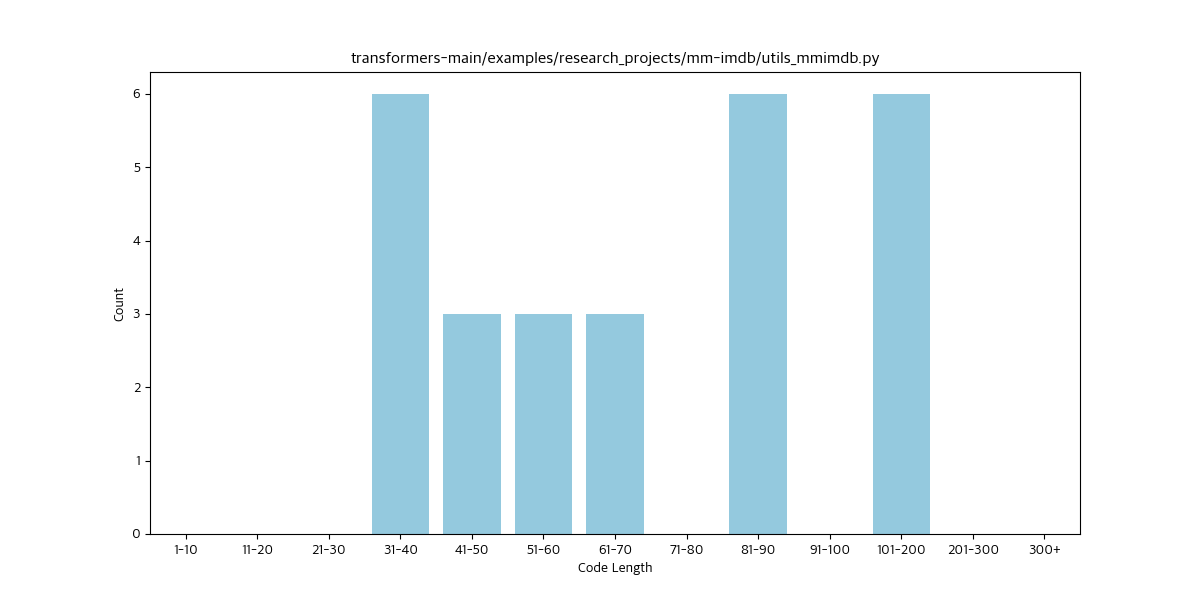 transformers-main/examples/research_projects/mm-imdb/utils_mmimdb.py
Count
6
5
4
3
2
1
0
1-10 11-20 21-30 31-40 41-50 51-60 61-70 71-80 81-90 91-100 101-200 201-300 300+
Code Length